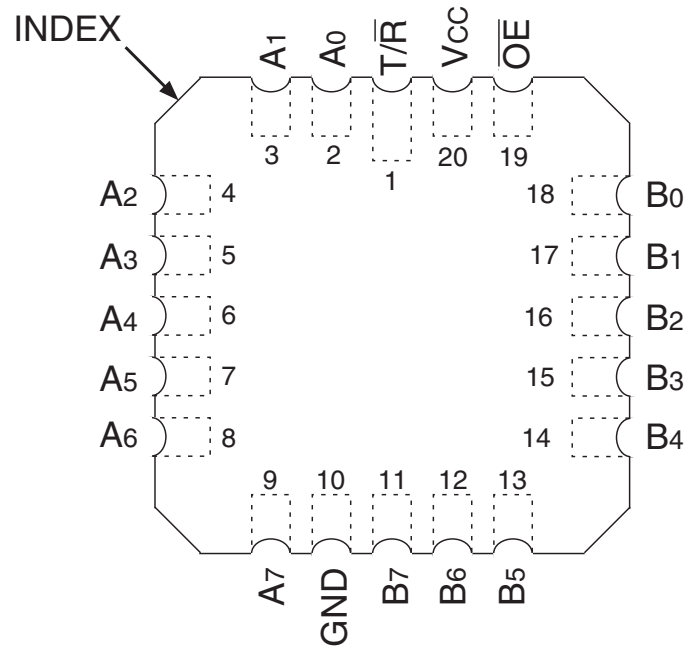 INDEX
A1 A0 T/R̅ VCC O̅E̅
3 2 1 20 19
A2 4 18 B0
A3 5 17 B1
A4 6 16 B2
A5 7 15 B3
A6 8 14 B4
9 10 11 12 13
A7 GND B7 B6 B5